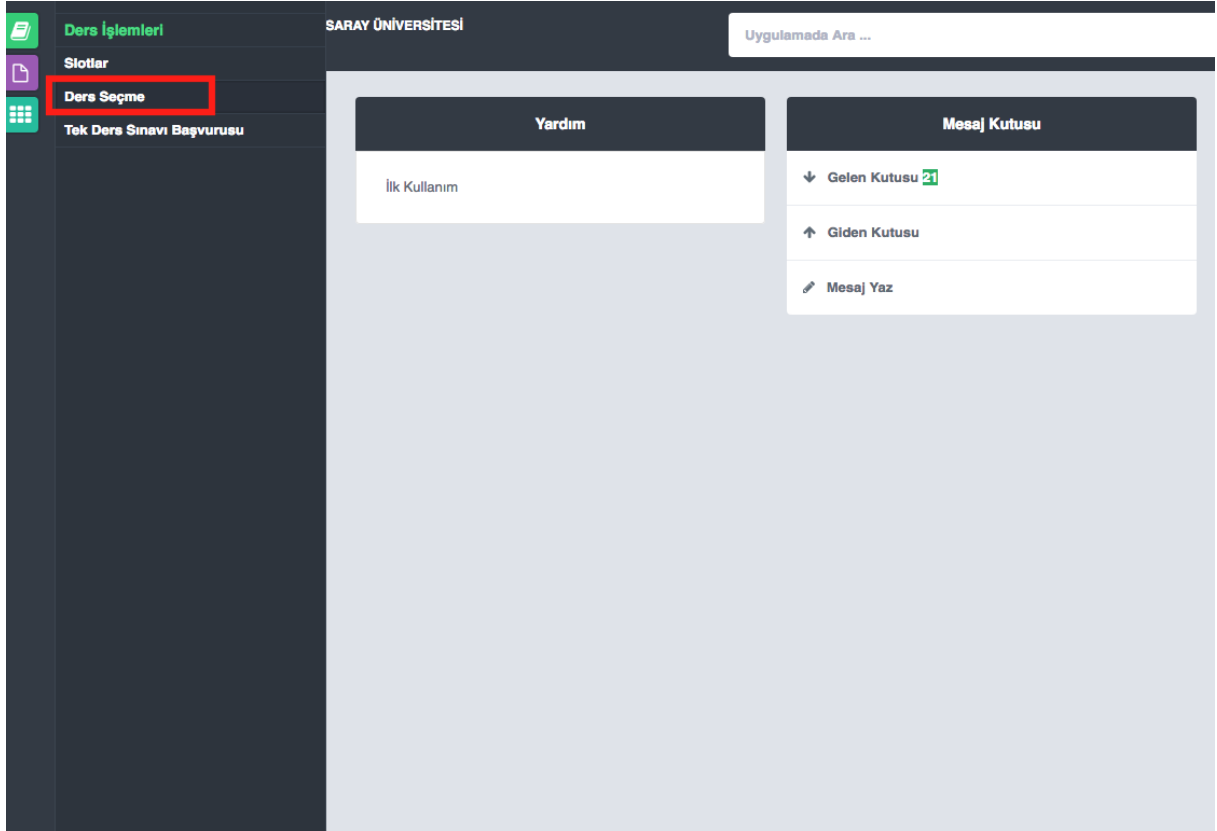 Ders İşlemleri
Slotlar
Ders Seçme
Tek Ders Sınavı Başvurusu
SARAY ÜNİVERSİTESİ
Uygulamada Ara ...
Yardım
İlk Kullanım
Mesaj Kutusu
Gelen Kutusu 21
Giden Kutusu
Mesaj Yaz